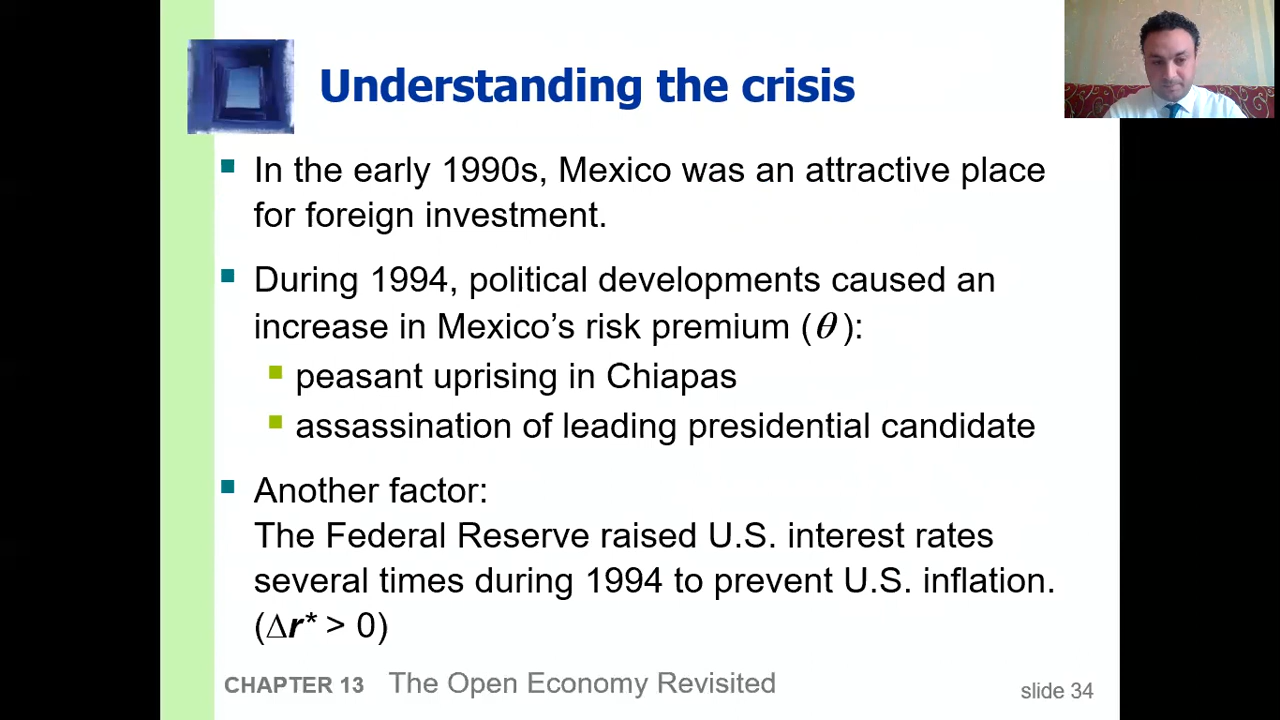 Understanding the crisis
In the early 1990s, Mexico was an attractive place
for foreign investment.
During 1994, political developments caused an
increase in Mexico’s risk premium (θ ):
peasant uprising in Chiapas
assassination of leading presidential candidate
Another factor:
The Federal Reserve raised U.S. interest rates
several times during 1994 to prevent U.S. inflation.
(Δr* > 0)
CHAPTER 13 The Open Economy Revisited
slide 34